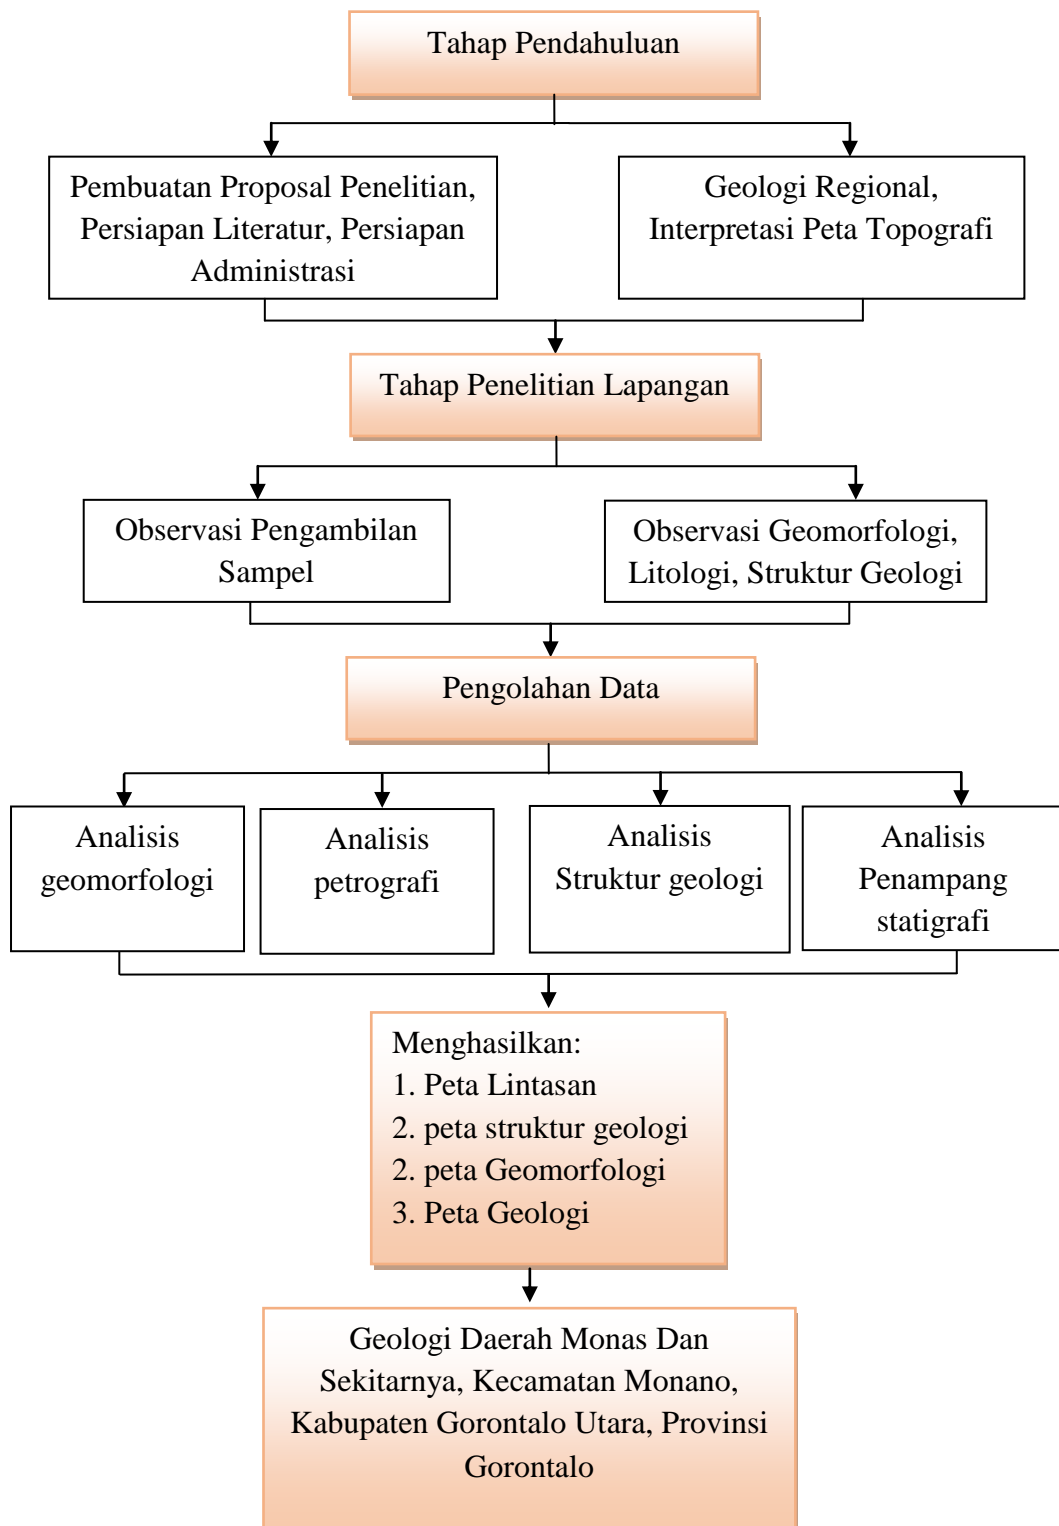 Tahap Pendahuluan
Pembuatan Proposal Penelitian,
Persiapan Literatur, Persiapan
Administrasi
Geologi Regional,
Interpretasi Peta Topografi
Tahap Penelitian Lapangan
Observasi Pengambilan
Sampel
Observasi Geomorfologi,
Litologi, Struktur Geologi
Pengolahan Data
Analisis
geomorfologi
Analisis
petrografi
Analisis
Struktur geologi
Analisis
Penampang
statigrafi
Menghasilkan:
1. Peta Lintasan
2. peta struktur geologi
2. peta Geomorfologi
3. Peta Geologi
Geologi Daerah Monas Dan
Sekitarnya, Kecamatan Monano,
Kabupaten Gorontalo Utara, Provinsi
Gorontalo